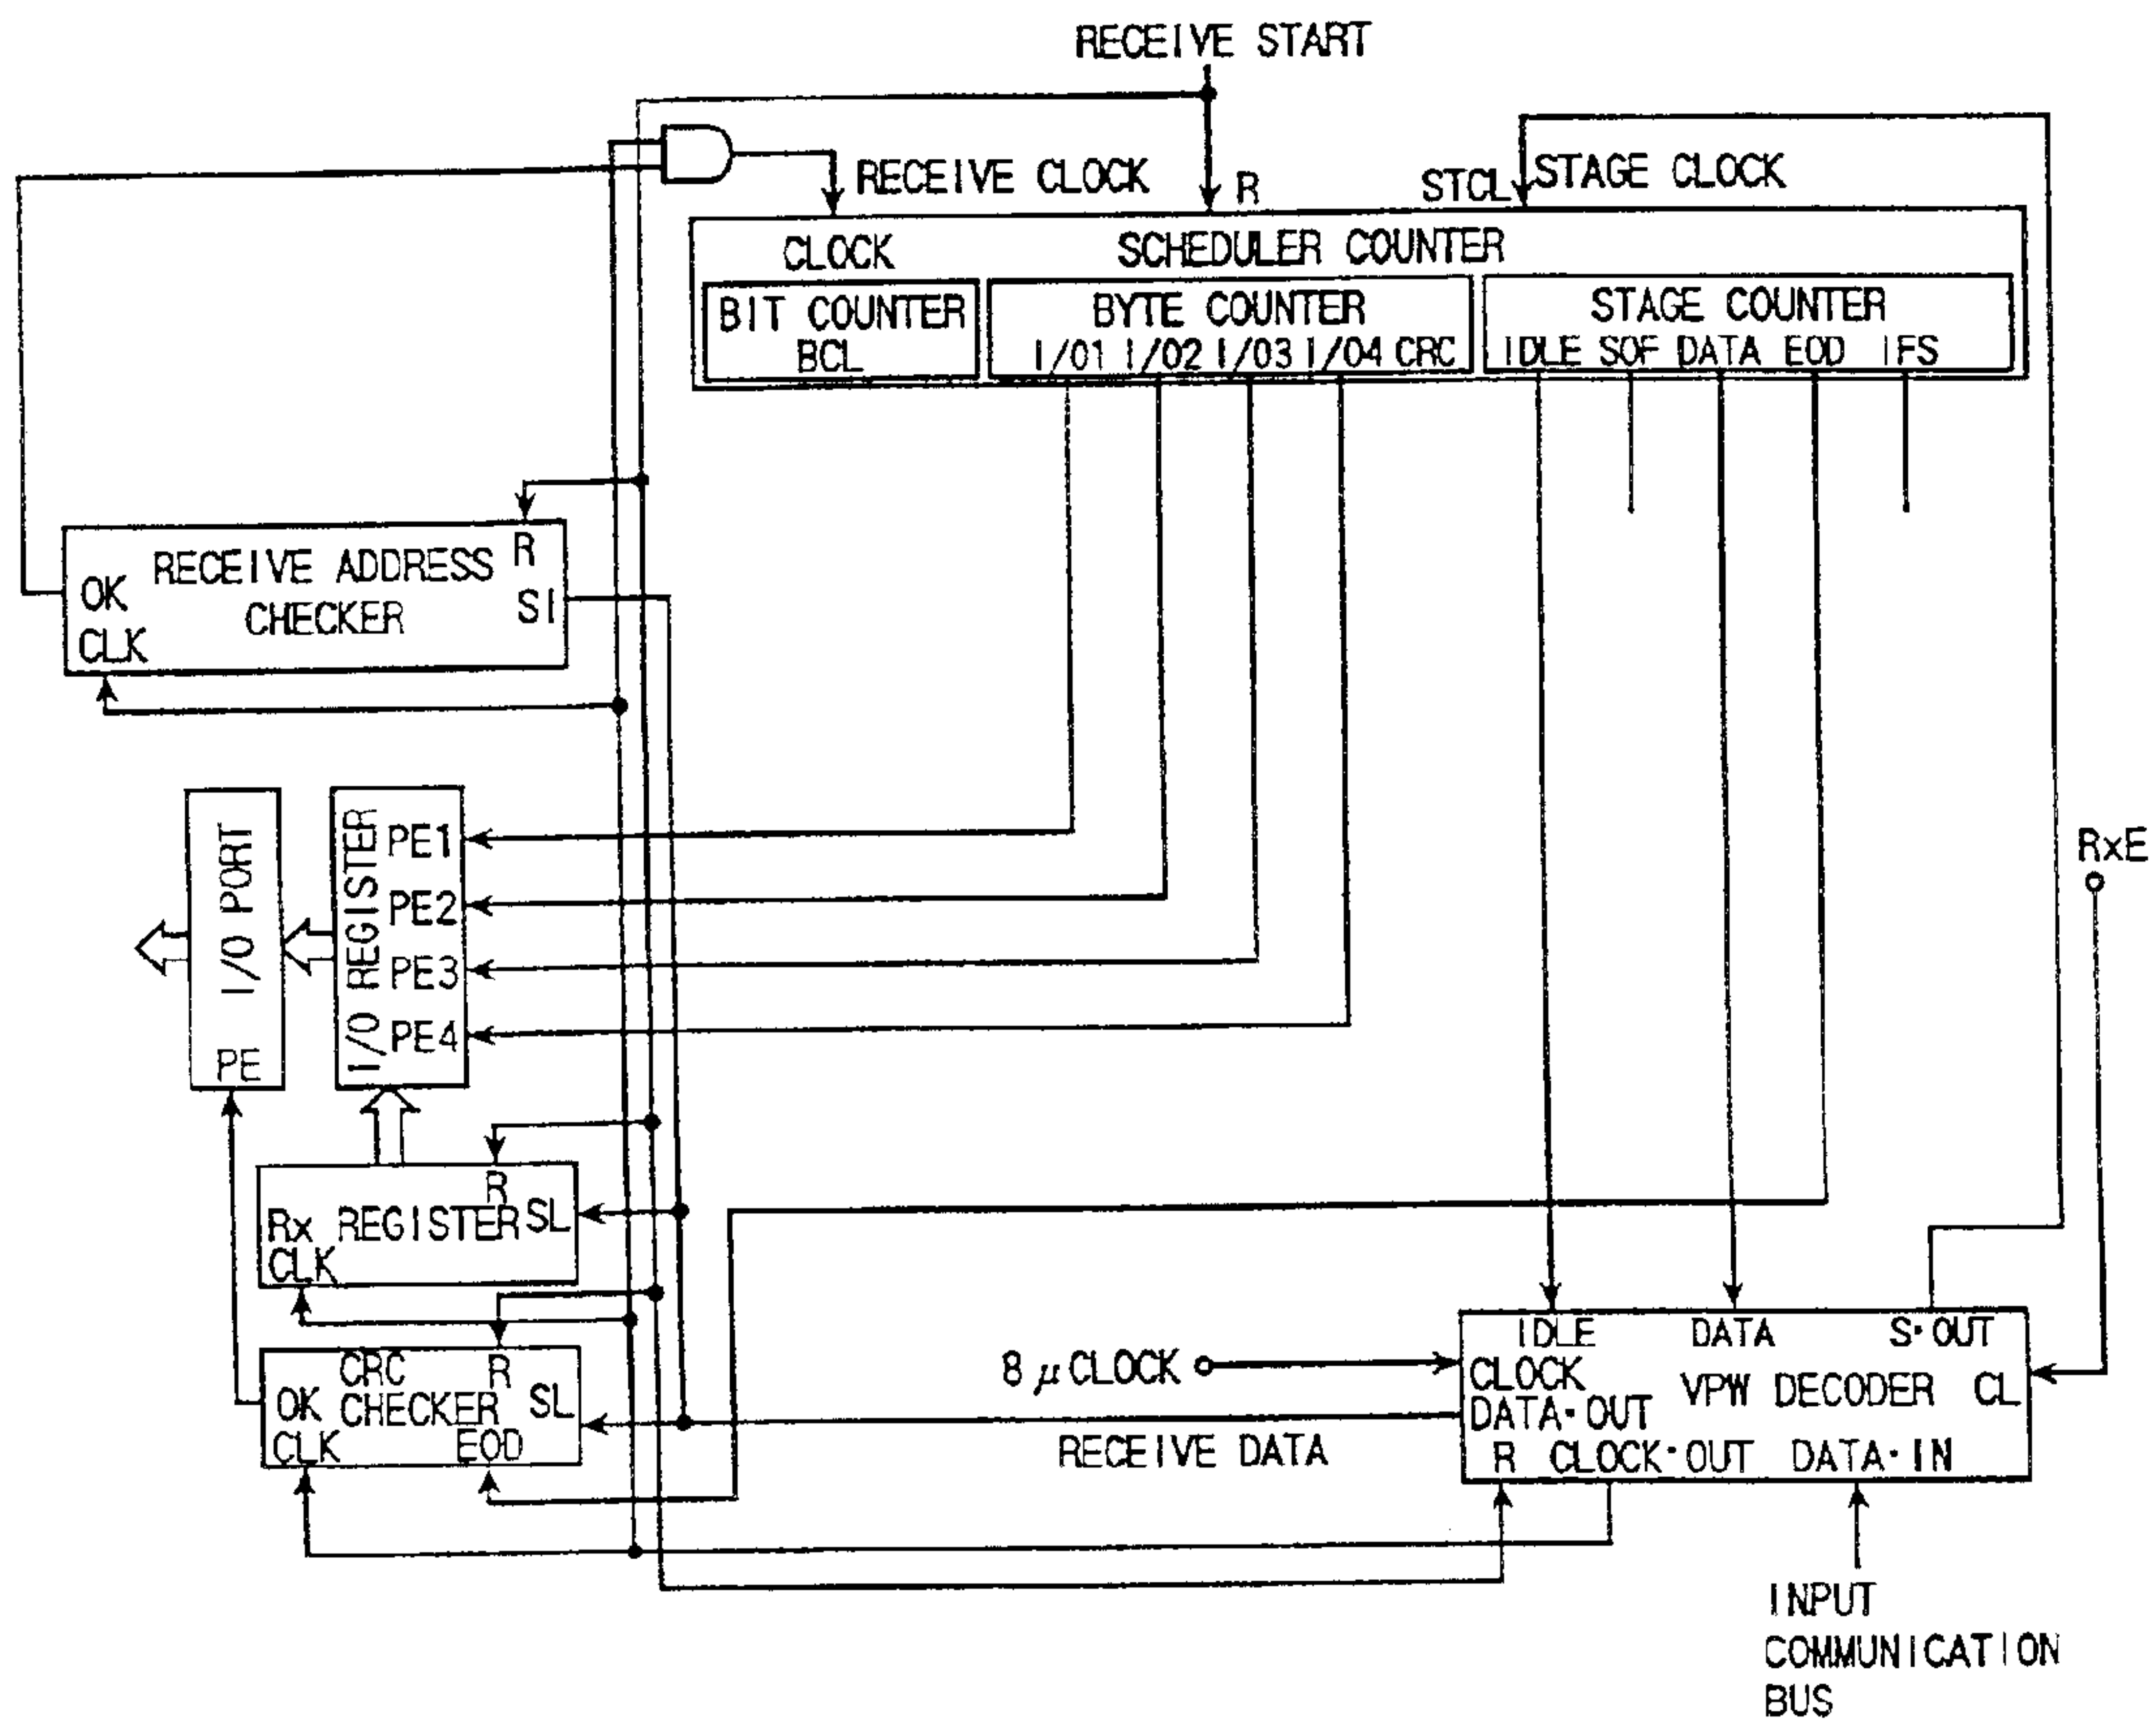 RECEIVE START
RECEIVE CLOCK
R
STCL
STAGE CLOCK
CLOCK
SCHEDULER COUNTER
BIT COUNTER
BCL
BYTE COUNTER
I/O1 I/O2 I/O3 I/O4 CRC
STAGE COUNTER
IDLE SOF DATA EOD IFS
R
RECEIVE ADDRESS
CHECKER
OK
SI
CLK
I/O PORT
PE
I/O REGISTER
PE1
PE2
PE3
PE4
RxE
R
Rx REGISTER SL
CLK
CRC
CHECKER
R
OK
SL
CLK
EOD
8 μ CLOCK
RECEIVE DATA
IDLE DATA S·OUT
CLOCK
VPW DECODER CL
DATA·OUT
R CLOCK·OUT DATA·IN
INPUT
COMMUNICATION
BUS